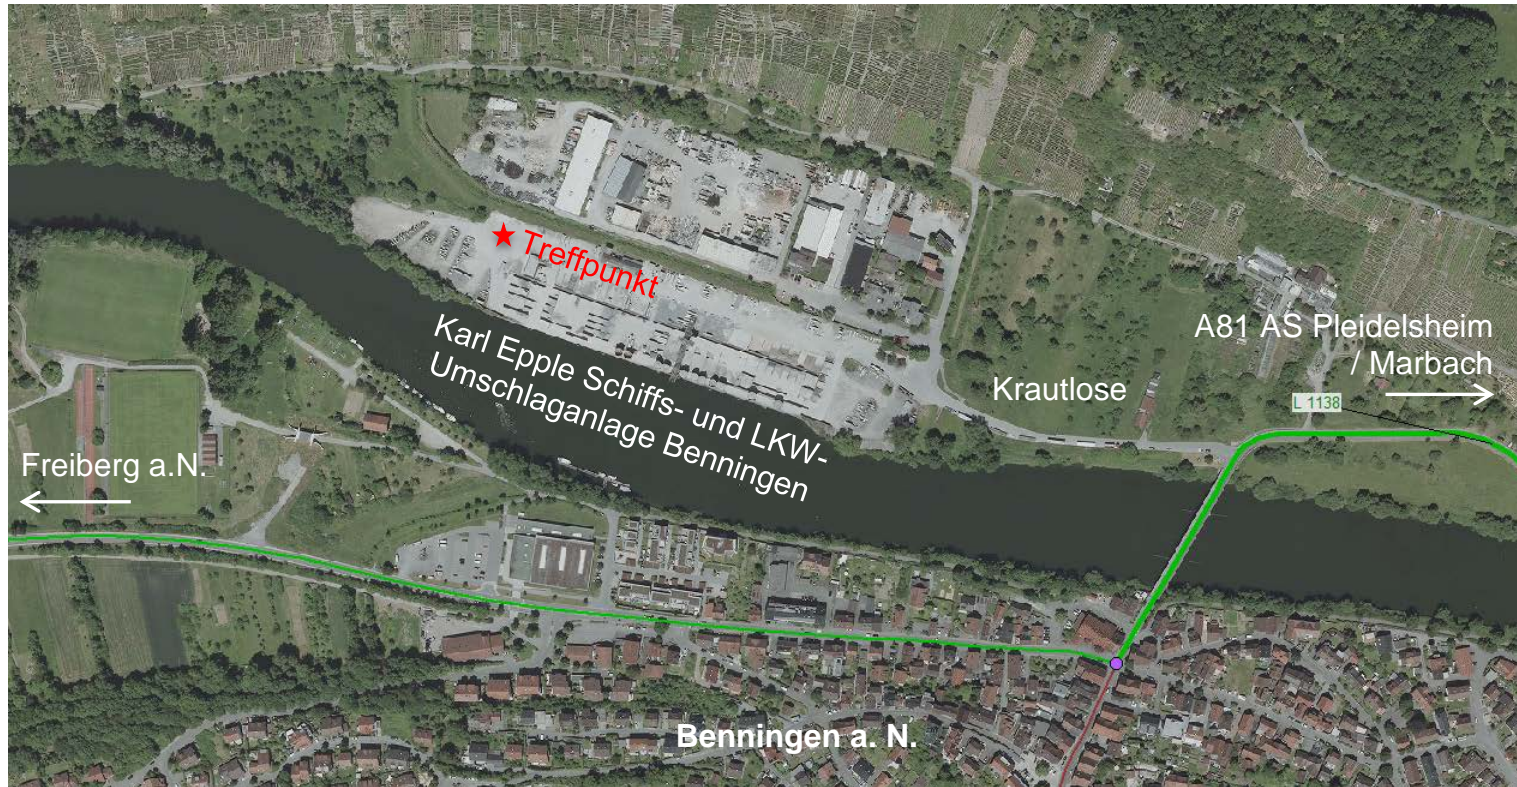 Treffpunkt
Karl Epple Schiffs- und LKW-
Umschlaganlage Benningen
A81 AS Pleidelsheim
/ Marbach
Krautlose
L 1138
Freiberg a.N.
Benningen a. N.